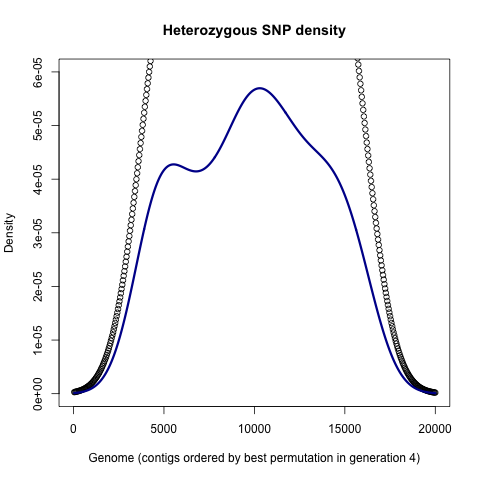 Heterozygous SNP density
6e-05
5e-05
4e-05
3e-05
2e-05
1e-05
0e+00
Density
0 5000 10000 15000 20000
Genome (contigs ordered by best permutation in generation 4)